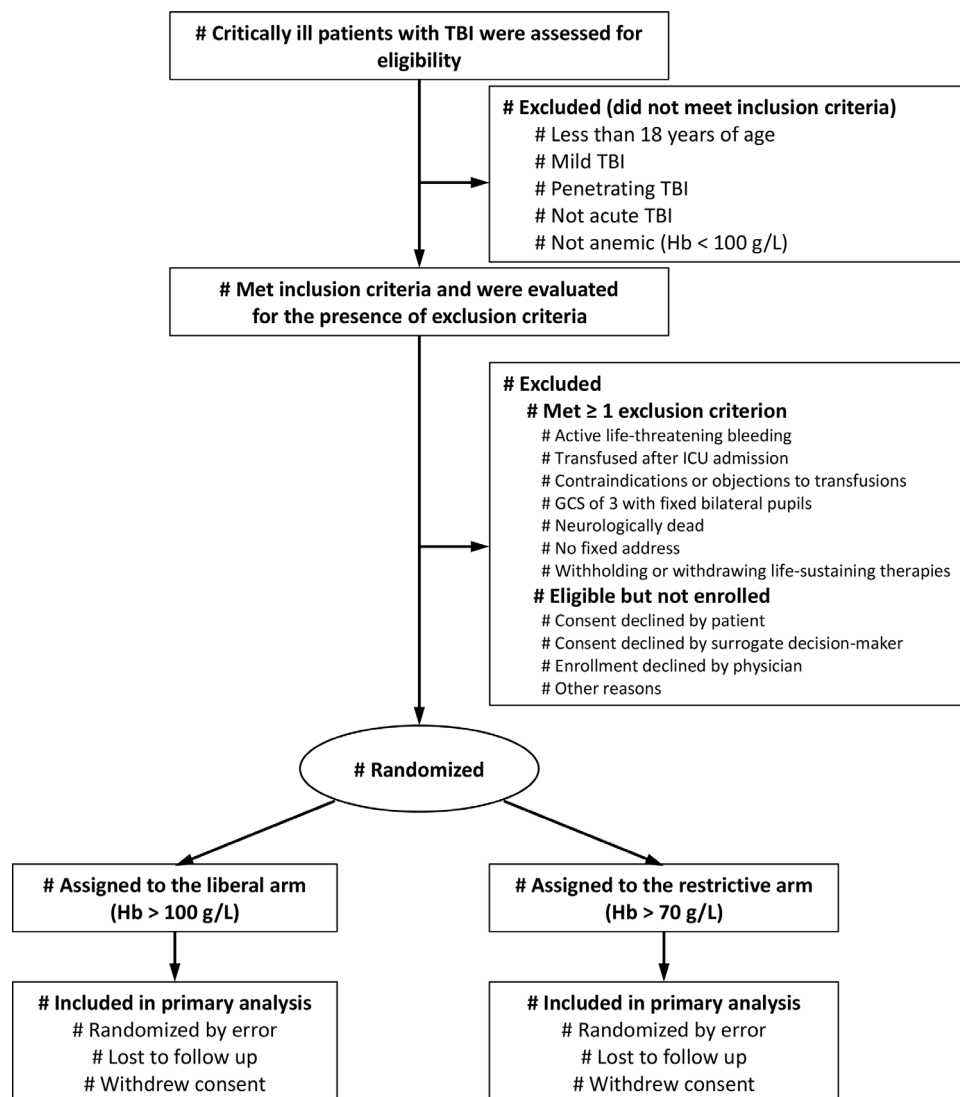 # Critically ill patients with TBI were assessed for
eligibility
# Excluded (did not meet inclusion criteria)
# Less than 18 years of age
# Mild TBI
# Penetrating TBI
# Not acute TBI
# Not anemic (Hb < 100 g/L)
# Met inclusion criteria and were evaluated
for the presence of exclusion criteria
# Excluded
# Met ≥ 1 exclusion criterion
# Active life-threatening bleeding
# Transfused after ICU admission
# Contraindications or objections to transfusions
# GCS of 3 with fixed bilateral pupils
# Neurologically dead
# No fixed address
# Withholding or withdrawing life-sustaining therapies
# Eligible but not enrolled
# Consent declined by patient
# Consent declined by surrogate decision-maker
# Enrollment declined by physician
# Other reasons
# Randomized
# Assigned to the liberal arm
(Hb > 100 g/L)
# Assigned to the restrictive arm
(Hb > 70 g/L)
# Included in primary analysis
# Randomized by error
# Lost to follow up
# Withdrew consent
# Included in primary analysis
# Randomized by error
# Lost to follow up
# Withdrew consent